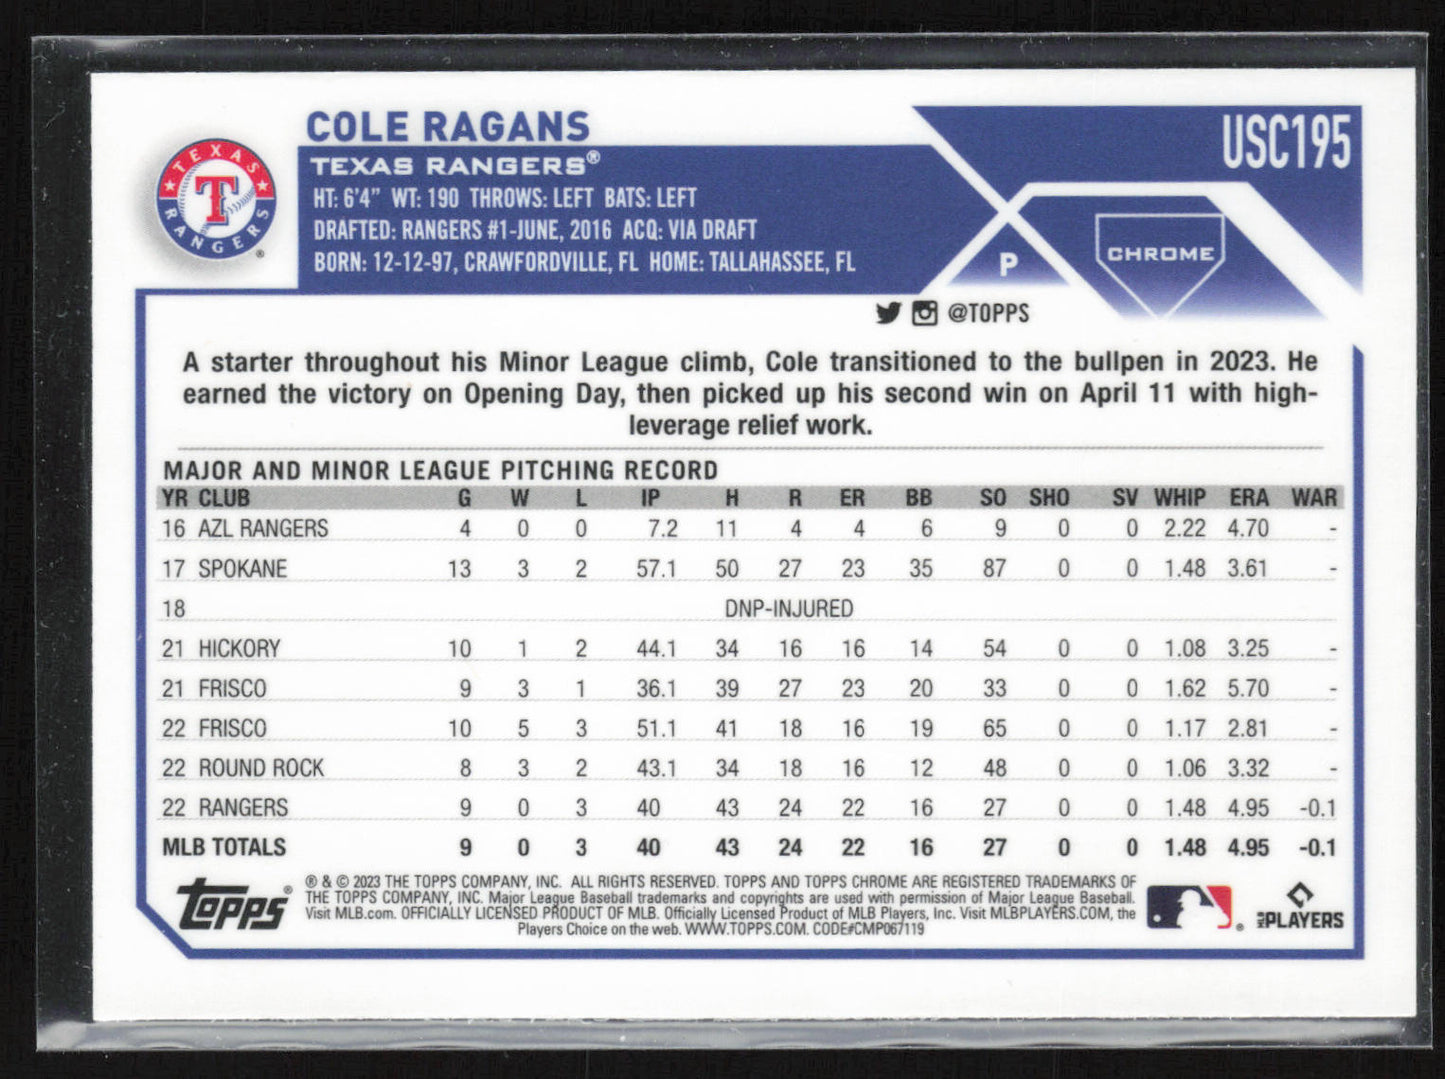 COLE RAGANS
USC195
TEXAS RANGERS
TEXAS RANGERS®
HT: 6'4" WT: 190 THROWS: LEFT BATS: LEFT
DRAFTED: RANGERS #1-JUNE, 2016 ACQ: VIA DRAFT
BORN: 12-12-97, CRAWFORDVILLE, FL HOME: TALLAHASSEE, FL
P
CHROME
@TOPPS
A starter throughout his Minor League climb, Cole transitioned to the bullpen in 2023. He
earned the victory on Opening Day, then picked up his second win on April 11 with high-
leverage relief work.
MAJOR AND MINOR LEAGUE PITCHING RECORD
YR CLUB G W L IP H R ER BB SO SHO SV WHIP ERA WAR
16 AZL RANGERS 4 0 0 7.2 11 4 4 6 9 0 0 2.22 4.70 -
17 SPOKANE 13 3 2 57.1 50 27 23 35 87 0 0 1.48 3.61 -
18 DNP-INJURED
21 HICKORY 10 1 2 44.1 34 16 16 14 54 0 0 1.08 3.25 -
21 FRISCO 9 3 1 36.1 39 27 23 20 33 0 0 1.62 5.70 -
22 FRISCO 10 5 3 51.1 41 18 16 19 65 0 0 1.17 2.81 -
22 ROUND ROCK 8 3 2 43.1 34 18 16 12 48 0 0 1.06 3.32 -
22 RANGERS 9 0 3 40 43 24 22 16 27 0 0 1.48 4.95 -0.1
MLB TOTALS 9 0 3 40 43 24 22 16 27 0 0 1.48 4.95 -0.1
Topps®
® & © 2023 THE TOPPS COMPANY, INC. ALL RIGHTS RESERVED. TOPPS AND TOPPS CHROME ARE REGISTERED TRADEMARKS OF
THE TOPPS COMPANY, INC. Major League Baseball trademarks and copyrights are used with permission of Major League Baseball.
Visit MLB.com. OFFICIALLY LICENSED PRODUCT OF MLB. Officially Licensed Product of MLB Players, Inc. Visit MLBPLAYERS.COM, the
Players Choice on the web. WWW.TOPPS.COM. CODE#CMP067119
MLB PLAYERS